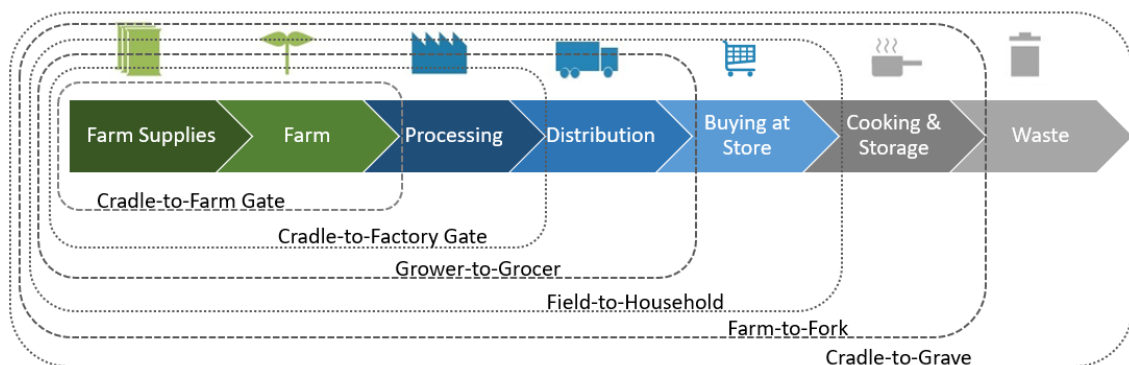 Farm Supplies
Farm
Processing
Distribution
Buying at
Store
Cooking &
Storage
Waste
Cradle-to-Farm Gate
Cradle-to-Factory Gate
Grower-to-Grocer
Field-to-Household
Farm-to-Fork
Cradle-to-Grave